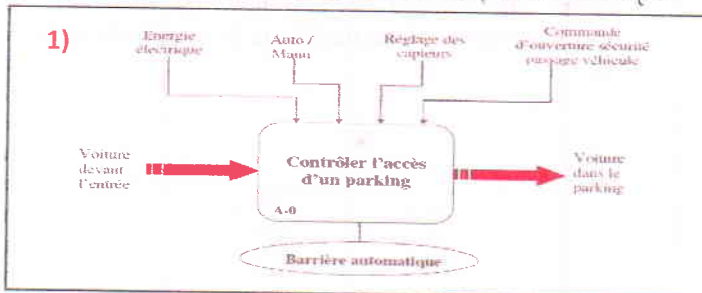 1)
Energie
électrique
Auto /
Manu
Réglage des
capteurs
Commande
d'ouverture sécurité
passage véhicule
Voiture
devant
l'entrée
Contrôler l'accès
d'un parking
A-0
Voiture
dans le
parking
Barrière automatique